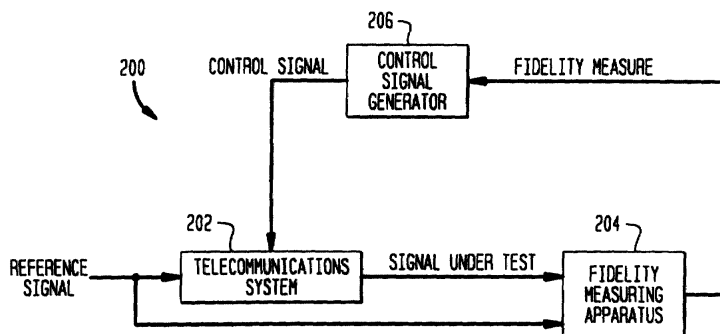 206
200
CONTROL SIGNAL
CONTROL
SIGNAL
GENERATOR
FIDELITY MEASURE
202
204
REFERENCE
SIGNAL
TELECOMMUNICATIONS
SYSTEM
SIGNAL UNDER TEST
FIDELITY
MEASURING
APPARATUS